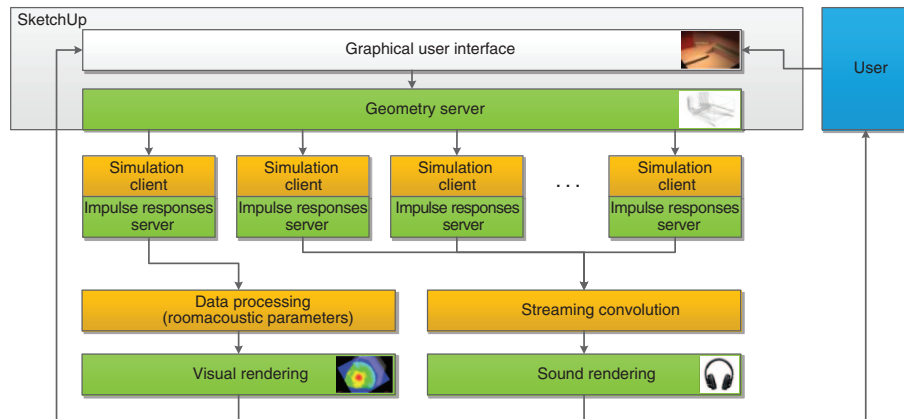 SketchUp
Graphical user interface
User
Geometry server
Simulation
client
Impulse responses
server
Simulation
client
Impulse responses
server
Simulation
client
Impulse responses
server
. . .
Simulation
client
Impulse responses
server
Data processing
(roomacoustic parameters)
Streaming convolution
Visual rendering
Sound rendering